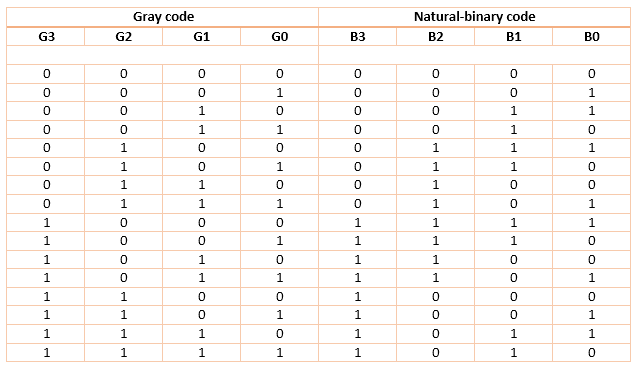 Gray code Natural-binary code
G3 G2 G1 G0 B3 B2 B1 B0
0 0 0 0 0 0 0 0
0 0 0 1 0 0 0 1
0 0 1 0 0 0 1 1
0 0 1 1 0 0 1 0
0 1 0 0 0 1 1 1
0 1 0 1 0 1 1 0
0 1 1 0 0 1 0 0
0 1 1 1 0 1 0 1
1 0 0 0 1 1 1 1
1 0 0 1 1 1 1 0
1 0 1 0 1 1 0 0
1 0 1 1 1 1 0 1
1 1 0 0 1 0 0 0
1 1 0 1 1 0 0 1
1 1 1 0 1 0 1 1
1 1 1 1 1 0 1 0